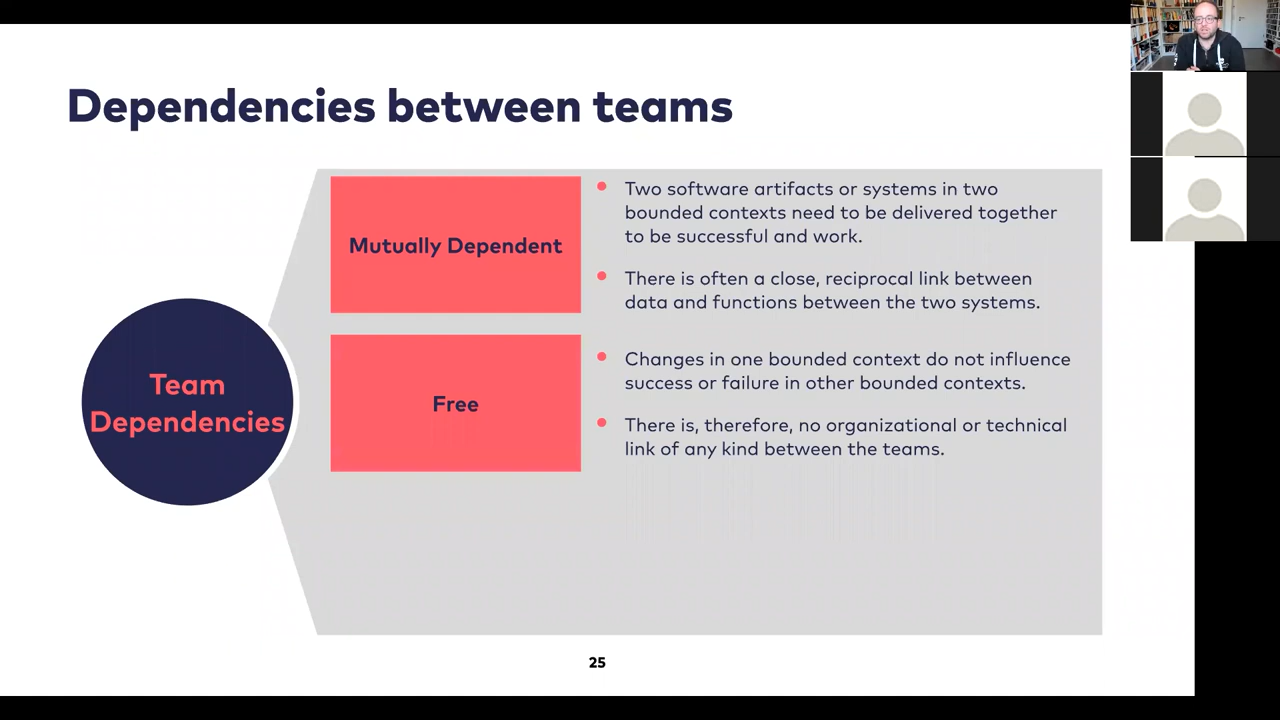 Dependencies between teams
Team
Dependencies
Mutually Dependent
Two software artifacts or systems in two
bounded contexts need to be delivered together
to be successful and work.
There is often a close, reciprocal link between
data and functions between the two systems.
Free
Changes in one bounded context do not influence
success or failure in other bounded contexts.
There is, therefore, no organizational or technical
link of any kind between the teams.
25